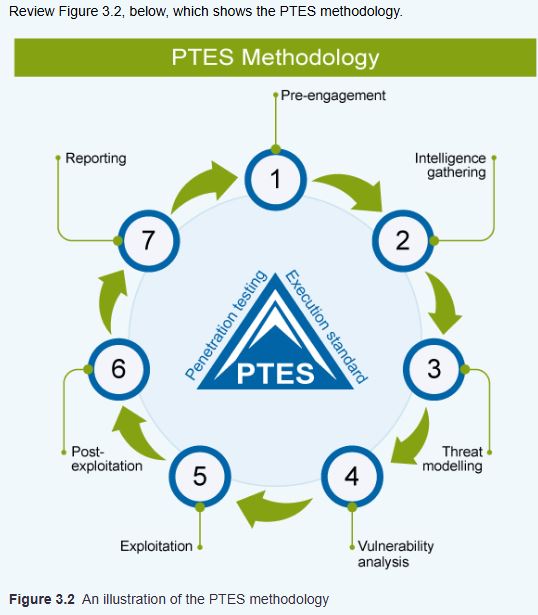 Review Figure 3.2, below, which shows the PTES methodology.
PTES Methodology
Pre-engagement
1
Intelligence
gathering
2
3
Threat
modelling
4
Vulnerability
analysis
5
Exploitation
6
Post-
exploitation
7
Reporting
Penetration testing
Execution standard
PTES
Figure 3.2 An illustration of the PTES methodology